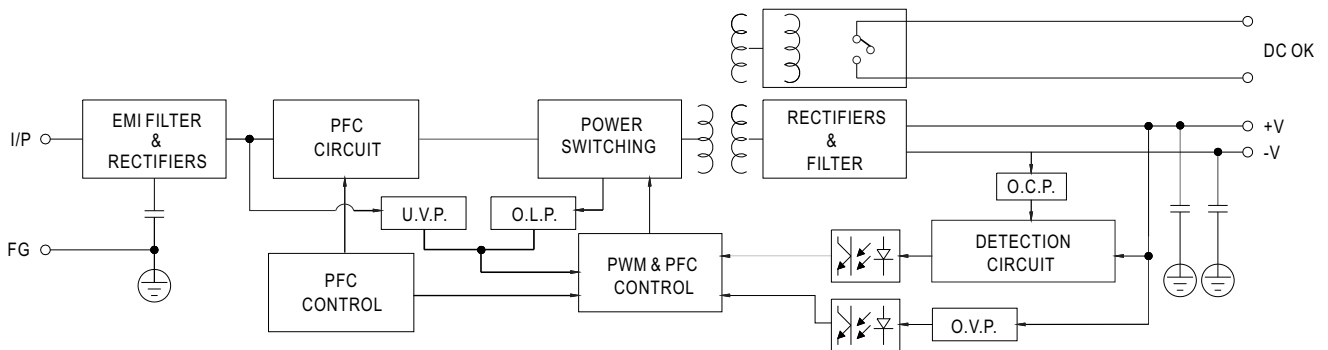 DC OK
I/P
EMI FILTER
&
RECTIFIERS
PFC
CIRCUIT
POWER
SWITCHING
RECTIFIERS
&
FILTER
+V
-V
U.V.P.
O.L.P.
O.C.P.
FG
PFC
CONTROL
PWM & PFC
CONTROL
DETECTION
CIRCUIT
O.V.P.